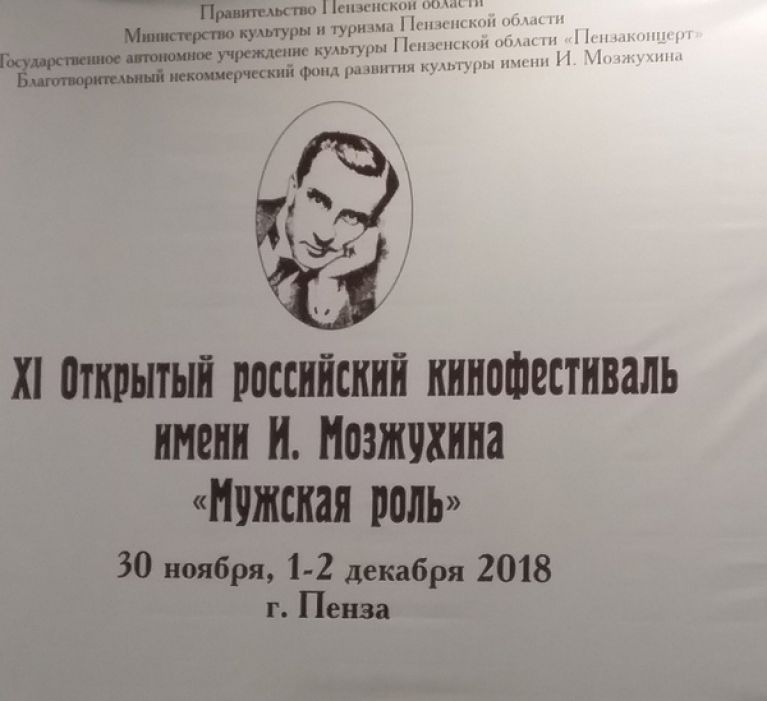 Правительство Пензенской области
Министерство культуры и туризма Пензенской области
Государственное автономное учреждение культуры Пензенской области «Пензаконцерт»
Благотворительный некоммерческий фонд развития культуры имени И. Мозжухина
XI Открытый российский кинофестиваль
имени И. Мозжухина
«Мужская роль»
30 ноября, 1-2 декабря 2018
г. Пенза